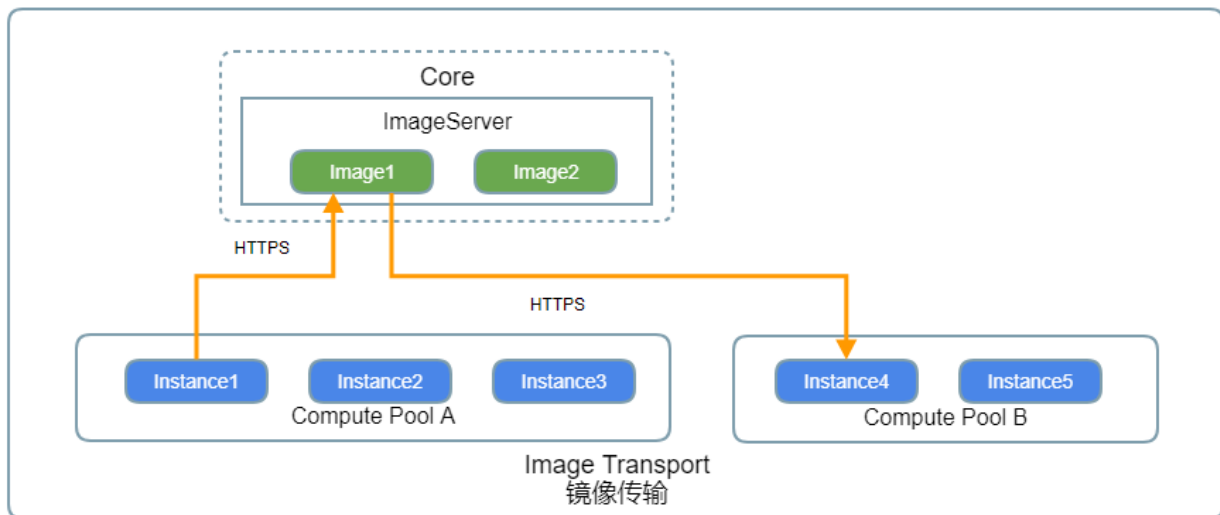 Core
ImageServer
Image1
Image2
HTTPS
HTTPS
Instance1
Instance2
Instance3
Compute Pool A
Instance4
Instance5
Compute Pool B
Image Transport
镜像传输